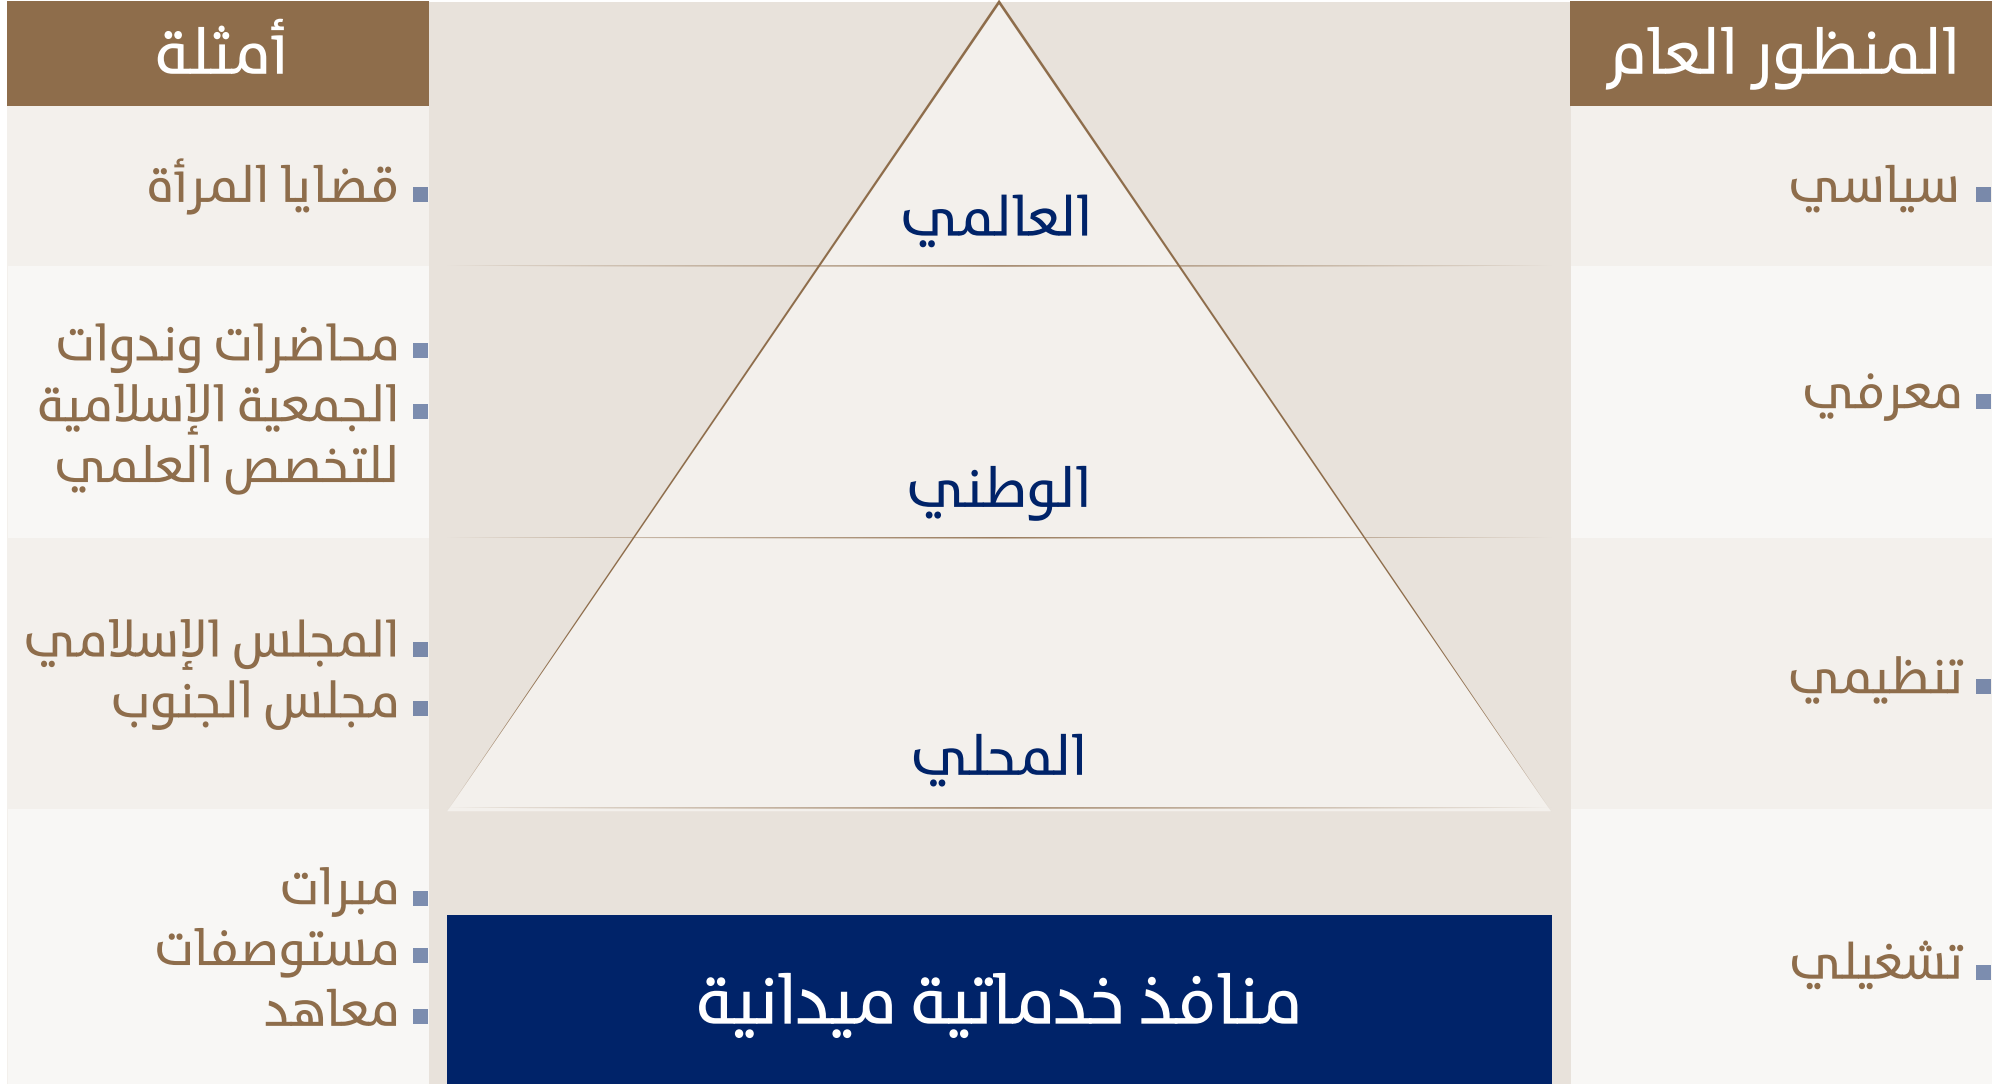 المنظور العام
أمثلة
سياسي
العالمي
قضايا المرأة
معرفي
الوطني
محاضرات وندوات
الجمعية الإسلامية
للتخصص العلمي
تنظيمي
المحلي
المجلس الإسلامي
مجلس الجنوب
تشغيلي
منافذ خدماتية ميدانية
مبرات
مستوصفات
معاهد